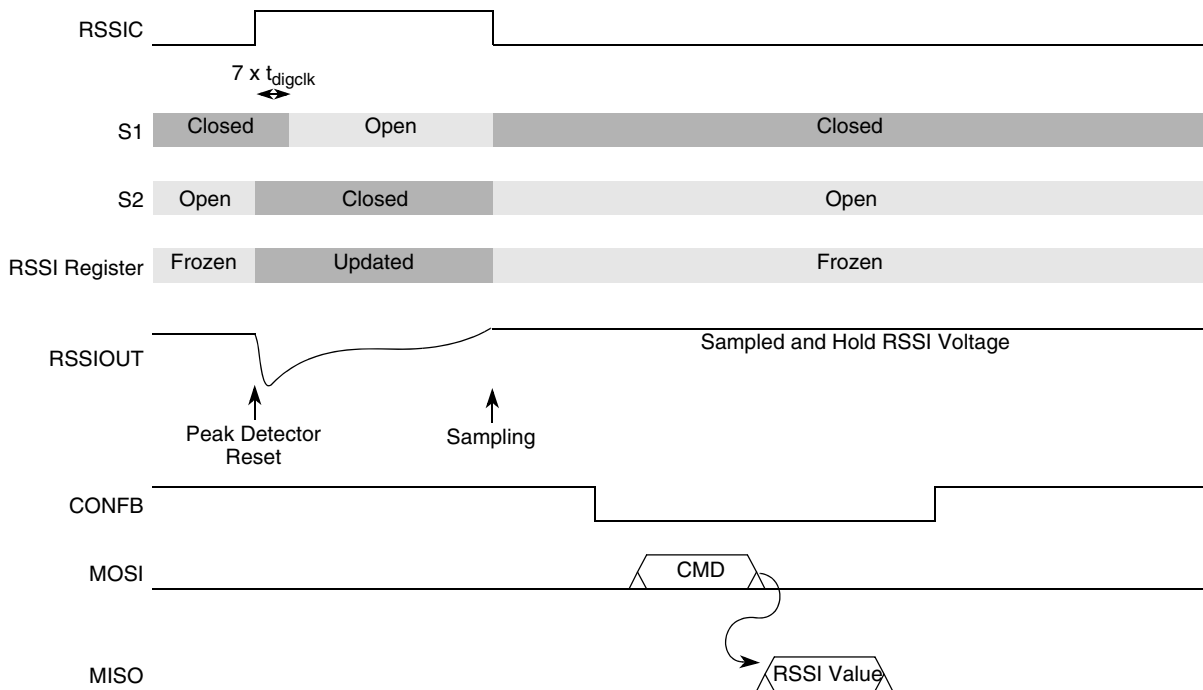 RSSIC
7 x tdigclk
S1 Closed Open Closed
S2 Open Closed Open
RSSI Register Frozen Updated Frozen
RSSIOUT Sampled and Hold RSSI Voltage
Peak Detector
Reset
Sampling
CONFB
MOSI CMD
MISO RSSI Value